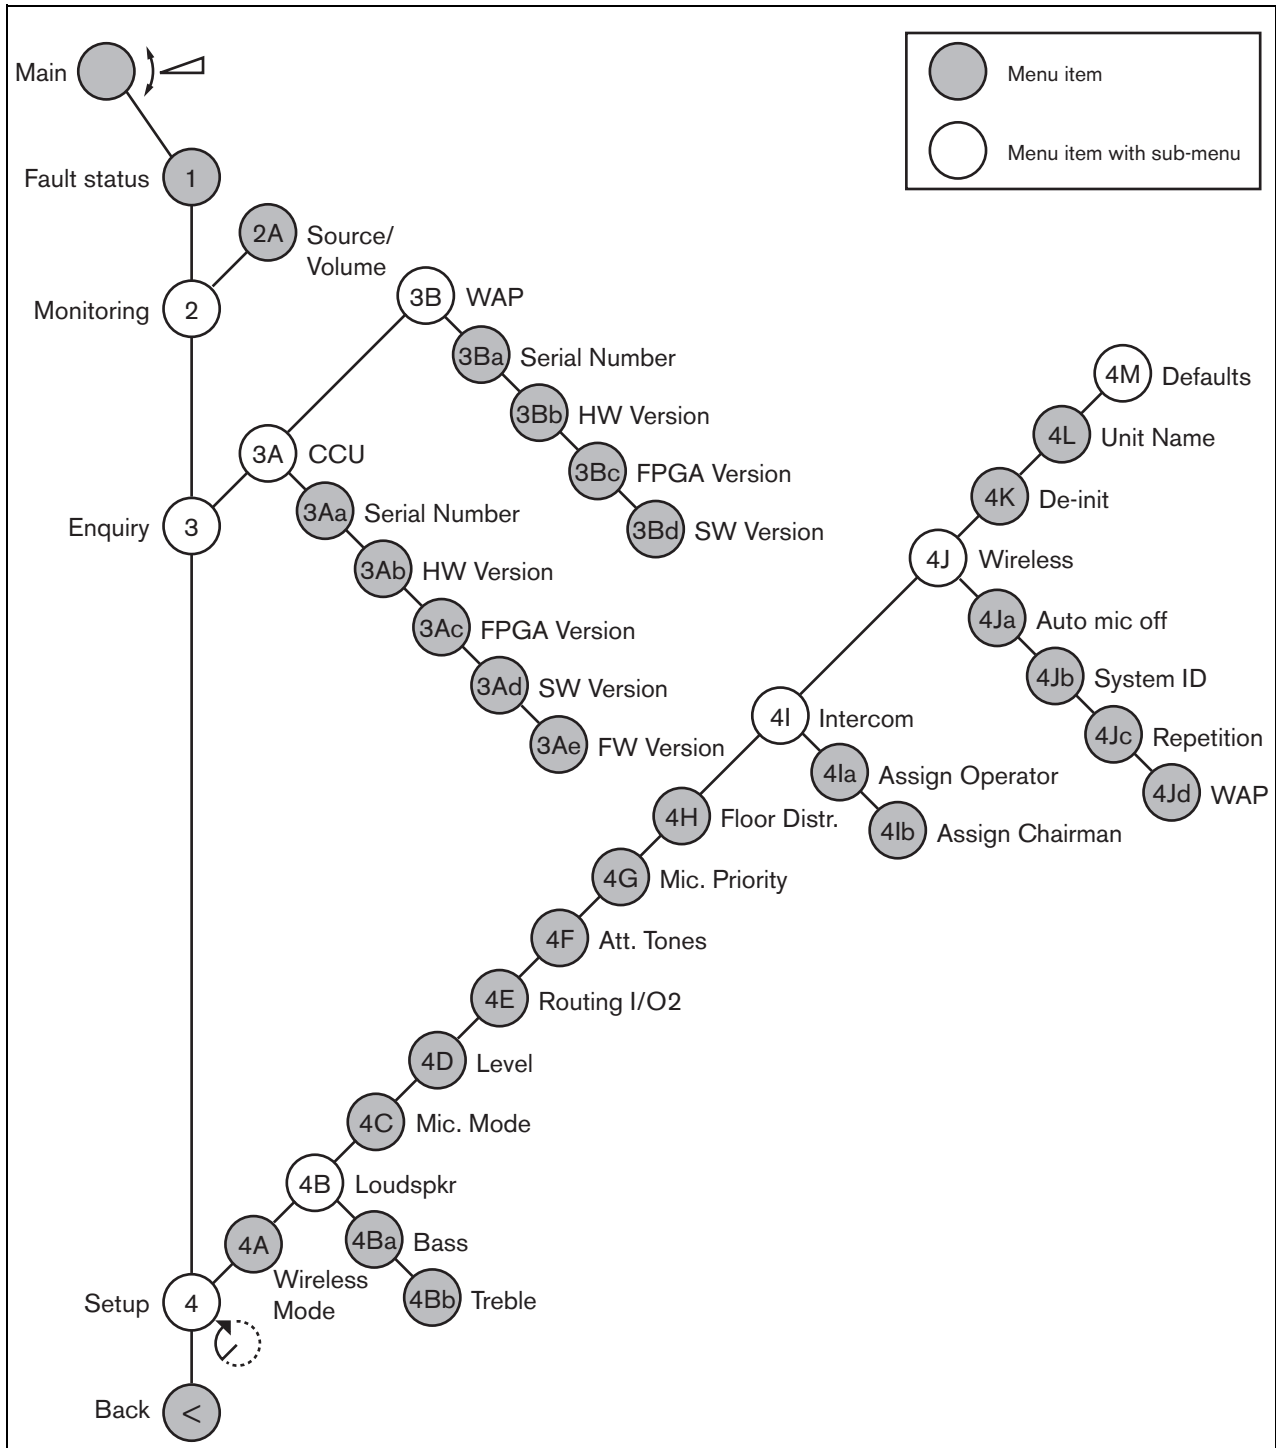 Main
Menu item
Menu item with sub-menu
Fault status
1
2A
Source/
Volume
Monitoring
2
3B
WAP
3Ba
Serial Number
3Bb
HW Version
3Bc
FPGA Version
3Bd
SW Version
Enquiry
3
3A
CCU
3Aa
Serial Number
3Ab
HW Version
3Ac
FPGA Version
3Ad
SW Version
3Ae
FW Version
4M
Defaults
4L
Unit Name
4K
De-init
4J
Wireless
4Ja
Auto mic off
4Jb
System ID
4Jc
Repetition
4Jd
WAP
4I
Intercom
4Ia
Assign Operator
4Ib
Assign Chairman
4H
Floor Distr.
4G
Mic. Priority
4F
Att. Tones
4E
Routing I/O2
4D
Level
4C
Mic. Mode
4B
Loudspkr
4Ba
Bass
4Bb
Treble
4A
Wireless
Mode
Setup
4
Back
<